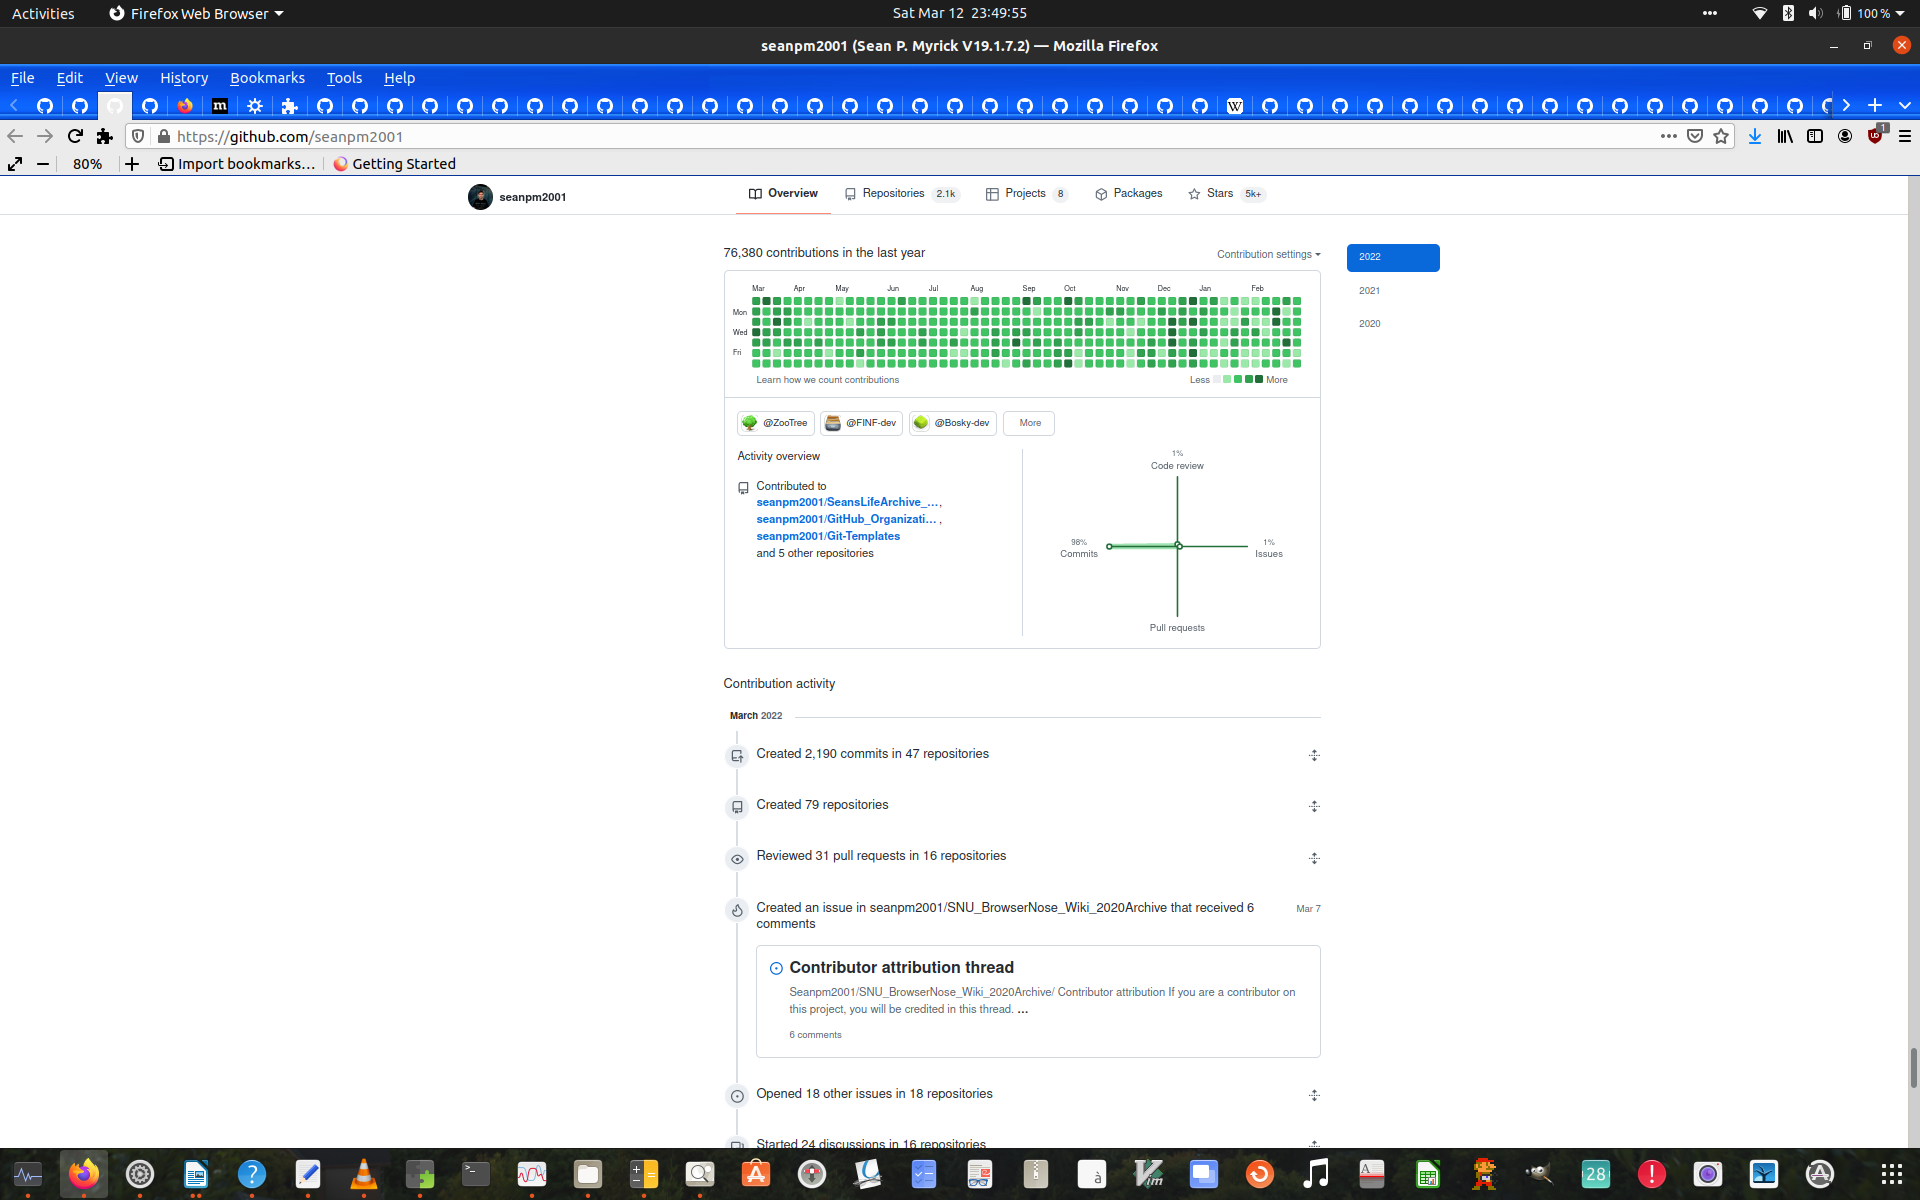 Activities
Firefox Web Browser
Sat Mar 12 23:49:55
100 %
seanpm2001 (Sean P. Myrick V19.1.7.2) — Mozilla Firefox
File Edit View History Bookmarks Tools Help
m
W
https://github.com/seanpm2001
1
80%
Import bookmarks...
Getting Started
seanpm2001
Overview
Repositories 2.1k
Projects 8
Packages
Stars 5k+
76,380 contributions in the last year
Contribution settings
2022
2021
2020
Mar Apr May Jun Jul Aug Sep Oct Nov Dec Jan Feb
Mon
Wed
Fri
Learn how we count contributions
Less
More
@ZooTree
@FINF-dev
@Bosky-dev
More
Activity overview
Contributed to
seanpm2001/SeansLifeArchive_... ,
seanpm2001/GitHub_Organizati... ,
seanpm2001/Git-Templates
and 5 other repositories
1%
Code review
98%
Commits
1%
Issues
Pull requests
Contribution activity
March 2022
Created 2,190 commits in 47 repositories
Created 79 repositories
Reviewed 31 pull requests in 16 repositories
Created an issue in seanpm2001/SNU_BrowserNose_Wiki_2020Archive that received 6
comments
Mar 7
Contributor attribution thread
Seanpm2001/SNU_BrowserNose_Wiki_2020Archive/ Contributor attribution If you are a contributor on
this project, you will be credited in this thread. ...
6 comments
Opened 18 other issues in 18 repositories
Started 24 discussions in 16 repositories
?
à
Vim
A
28
!